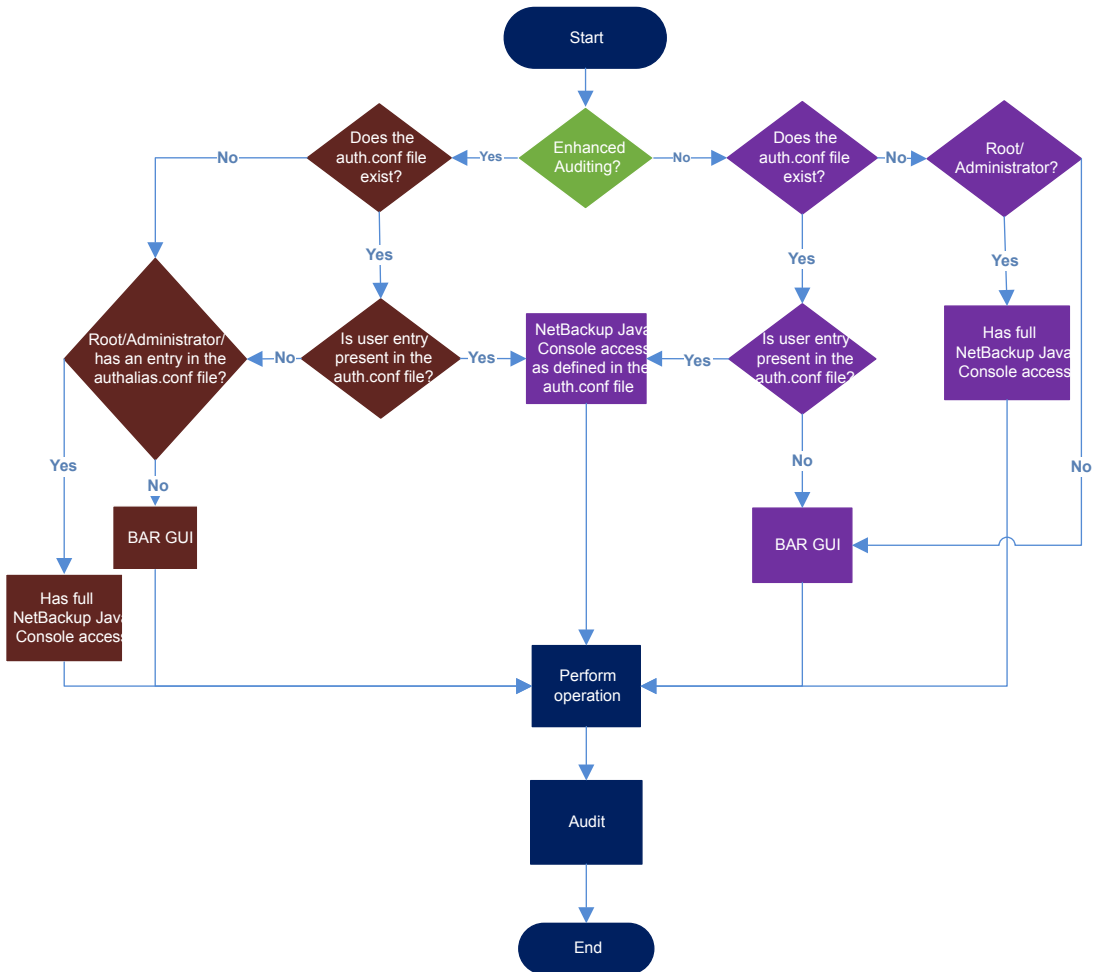 Start
Does the
auth.conf file
exist?
Enhanced
Auditing?
Does the
auth.conf file
exist?
Root/
Administrator?
No
Yes
No
No
Yes
Yes
Yes
Root/Administrator/
has an entry in the
authalias.conf file?
No
Is user entry
present in the
auth.conf file?
Yes
NetBackup Java
Console access
as defined in the
auth.conf file
Yes
Is user entry
present in the
auth.conf file?
Has full
NetBackup Java
Console access
Yes
No
No
No
BAR GUI
BAR GUI
Has full
NetBackup Java
Console access
Perform
operation
Audit
End